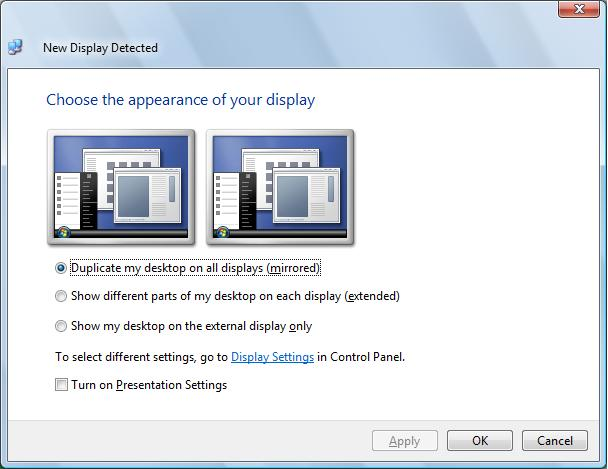 New Display Detected
Choose the appearance of your display
Duplicate my desktop on all displays (mirrored)
Show different parts of my desktop on each display (extended)
Show my desktop on the external display only
To select different settings, go to Display Settings in Control Panel.
Turn on Presentation Settings
Apply
OK
Cancel